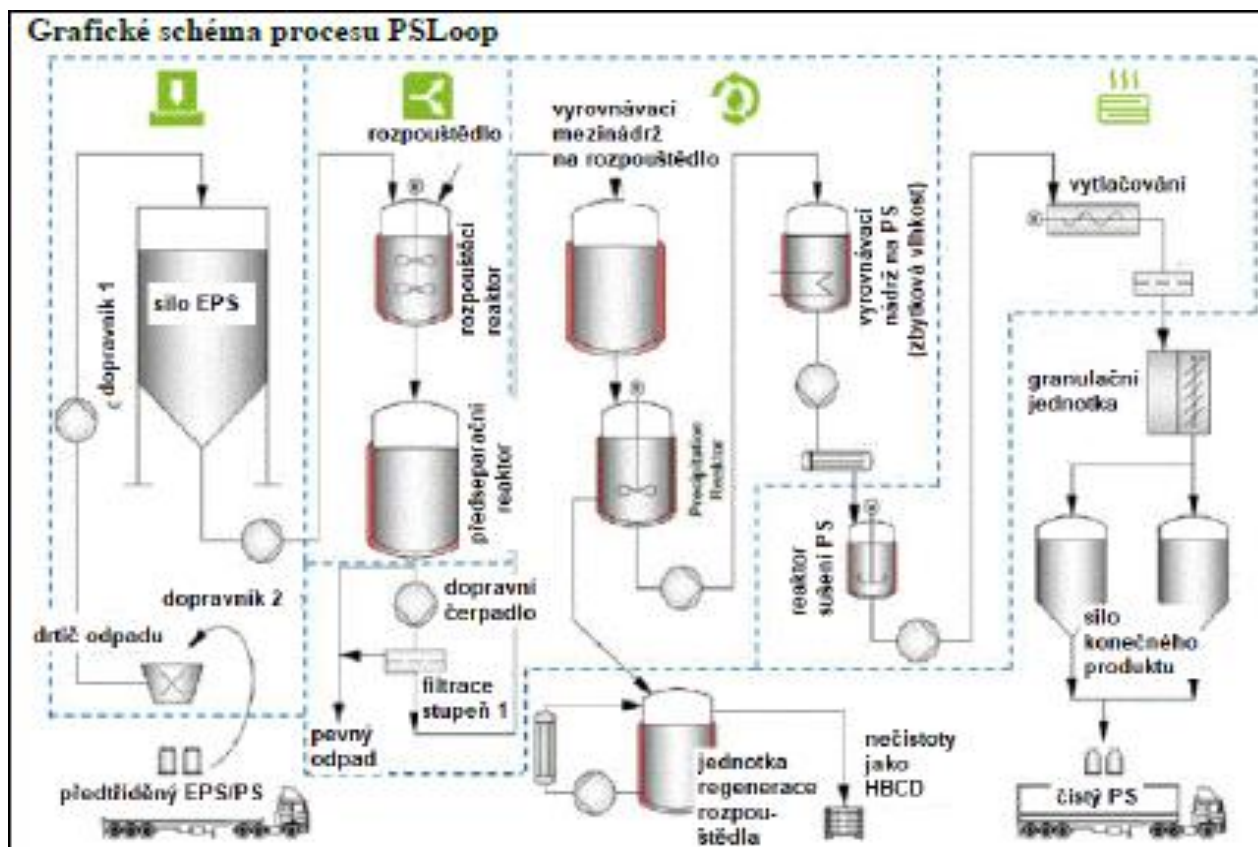 Grafické schéma procesu PSLoop
rozpouštědlo
vyrovnávací
mezinádrž
na rozpouštědlo
vytlačování
dopravník 1
silo EPS
rozpouštěcí
reaktor
vyrovnávací
nádrž na PS
(zbytková vlhkost)
granulační
jednotka
předseparační
reaktor
Precipitation
Reaktor
reaktor
sušení PS
dopravník 2
drtič odpadu
dopravní
čerpadlo
silo
konečného
produktu
filtrace
stupeň 1
pevný
odpad
předtříděný EPS/PS
jednotka
regenerace
rozpou-
štědla
nečistoty
jako
HBCD
čistý PS